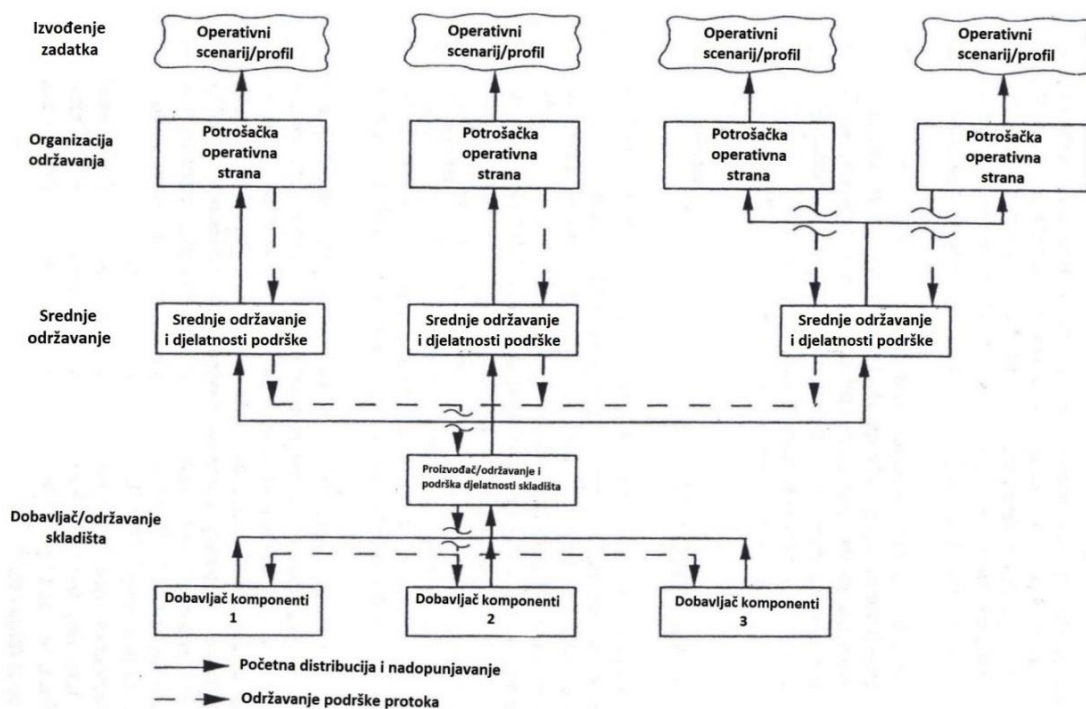 Izvođenje
zadatka
Operativni
scenarij/profil
Operativni
scenarij/profil
Operativni
scenarij/profil
Operativni
scenarij/profil
Organizacija
održavanja
Potrošačka
operativna
strana
Potrošačka
operativna
strana
Potrošačka
operativna
strana
Potrošačka
operativna
strana
Srednje
održavanje
Srednje održavanje
i djelatnosti podrške
Srednje održavanje
i djelatnosti podrške
Srednje održavanje
i djelatnosti podrške
Proizvođač/održavanje i
podrška djelatnosti skladišta
Dobavljač/održavanje
skladišta
Dobavljač komponenti
1
Dobavljač komponenti
2
Dobavljač komponenti
3
Početna distribucija i nadopunjavanje
Održavanje podrške protoka